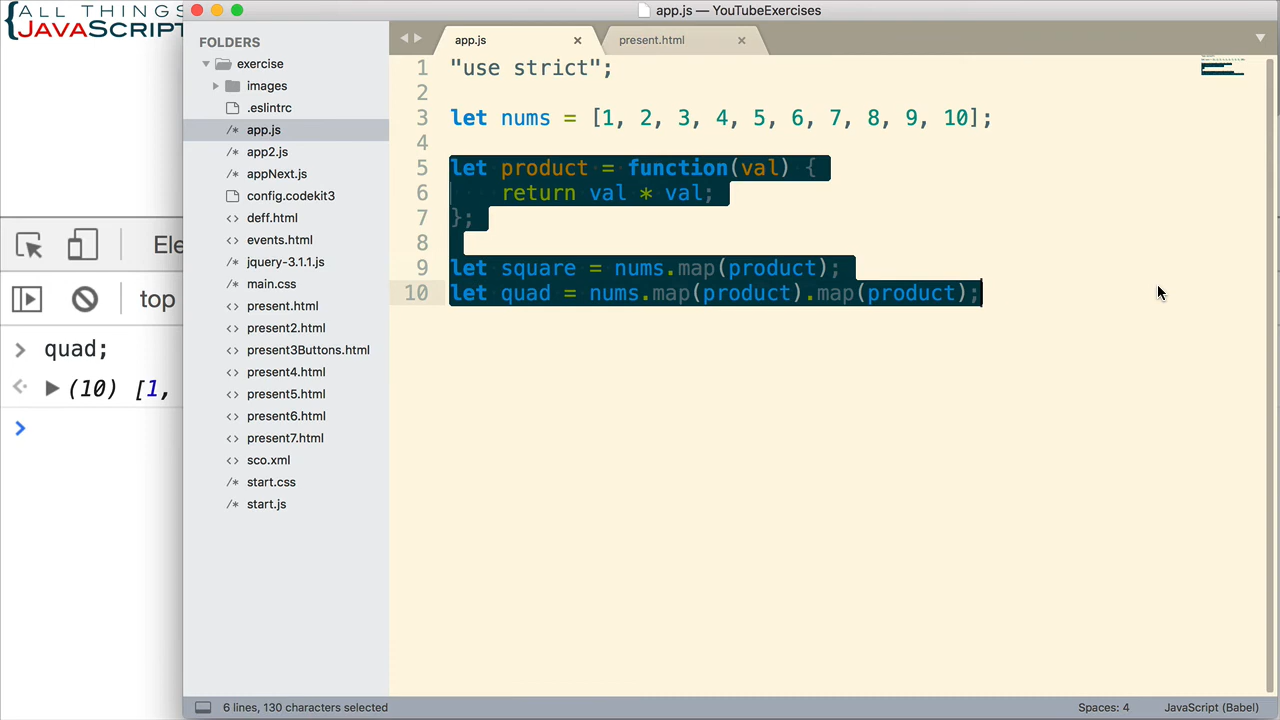 {ALL THINGS
JAVASCRIPT
app.js — YouTubeExercises
FOLDERS
exercise
images
.eslintrc
app.js
app2.js
appNext.js
config.codekit3
deff.html
events.html
jquery-3.1.1.js
main.css
present.html
present2.html
present3Buttons.html
present4.html
present5.html
present6.html
present7.html
sco.xml
start.css
start.js
app.js
present.html
1 "use strict";
2
3 let nums = [1, 2, 3, 4, 5, 6, 7, 8, 9, 10];
4
5 let product = function(val) {
6 return val * val;
7 };
8
9 let square = nums.map(product);
10 let quad = nums.map(product).map(product);
Ele
top
> quad;
(10) [1,
>
6 lines, 130 characters selected
Spaces: 4
JavaScript (Babel)